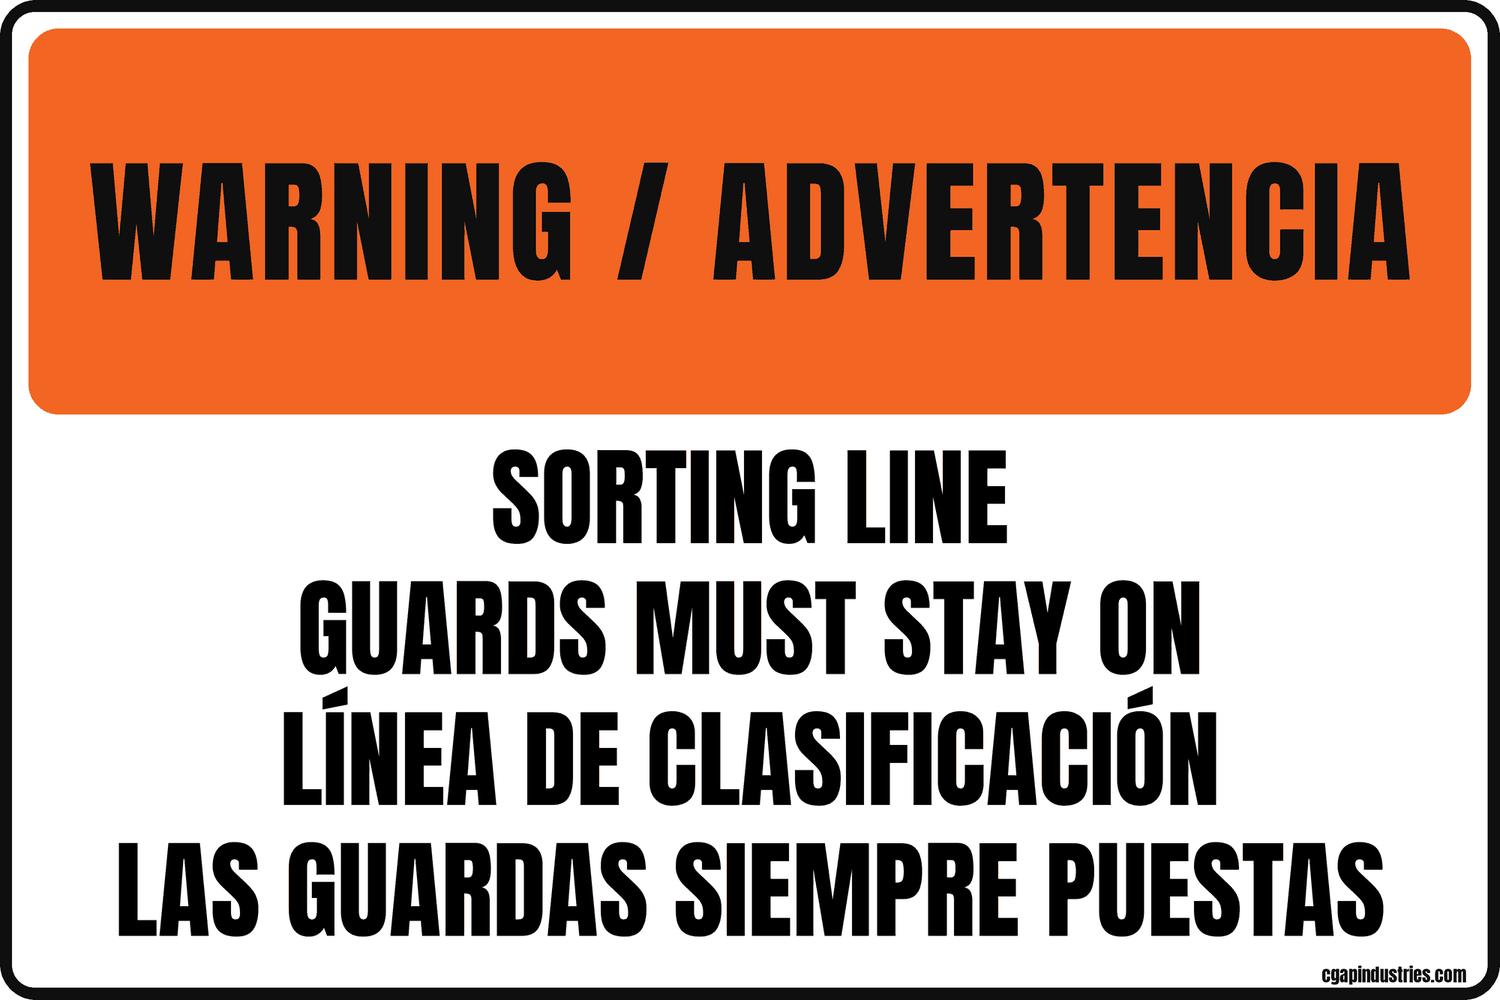 WARNING / ADVERTENCIA
SORTING LINE
GUARDS MUST STAY ON
LÍNEA DE CLASIFICACIÓN
LAS GUARDAS SIEMPRE PUESTAS
cgapindustries.com